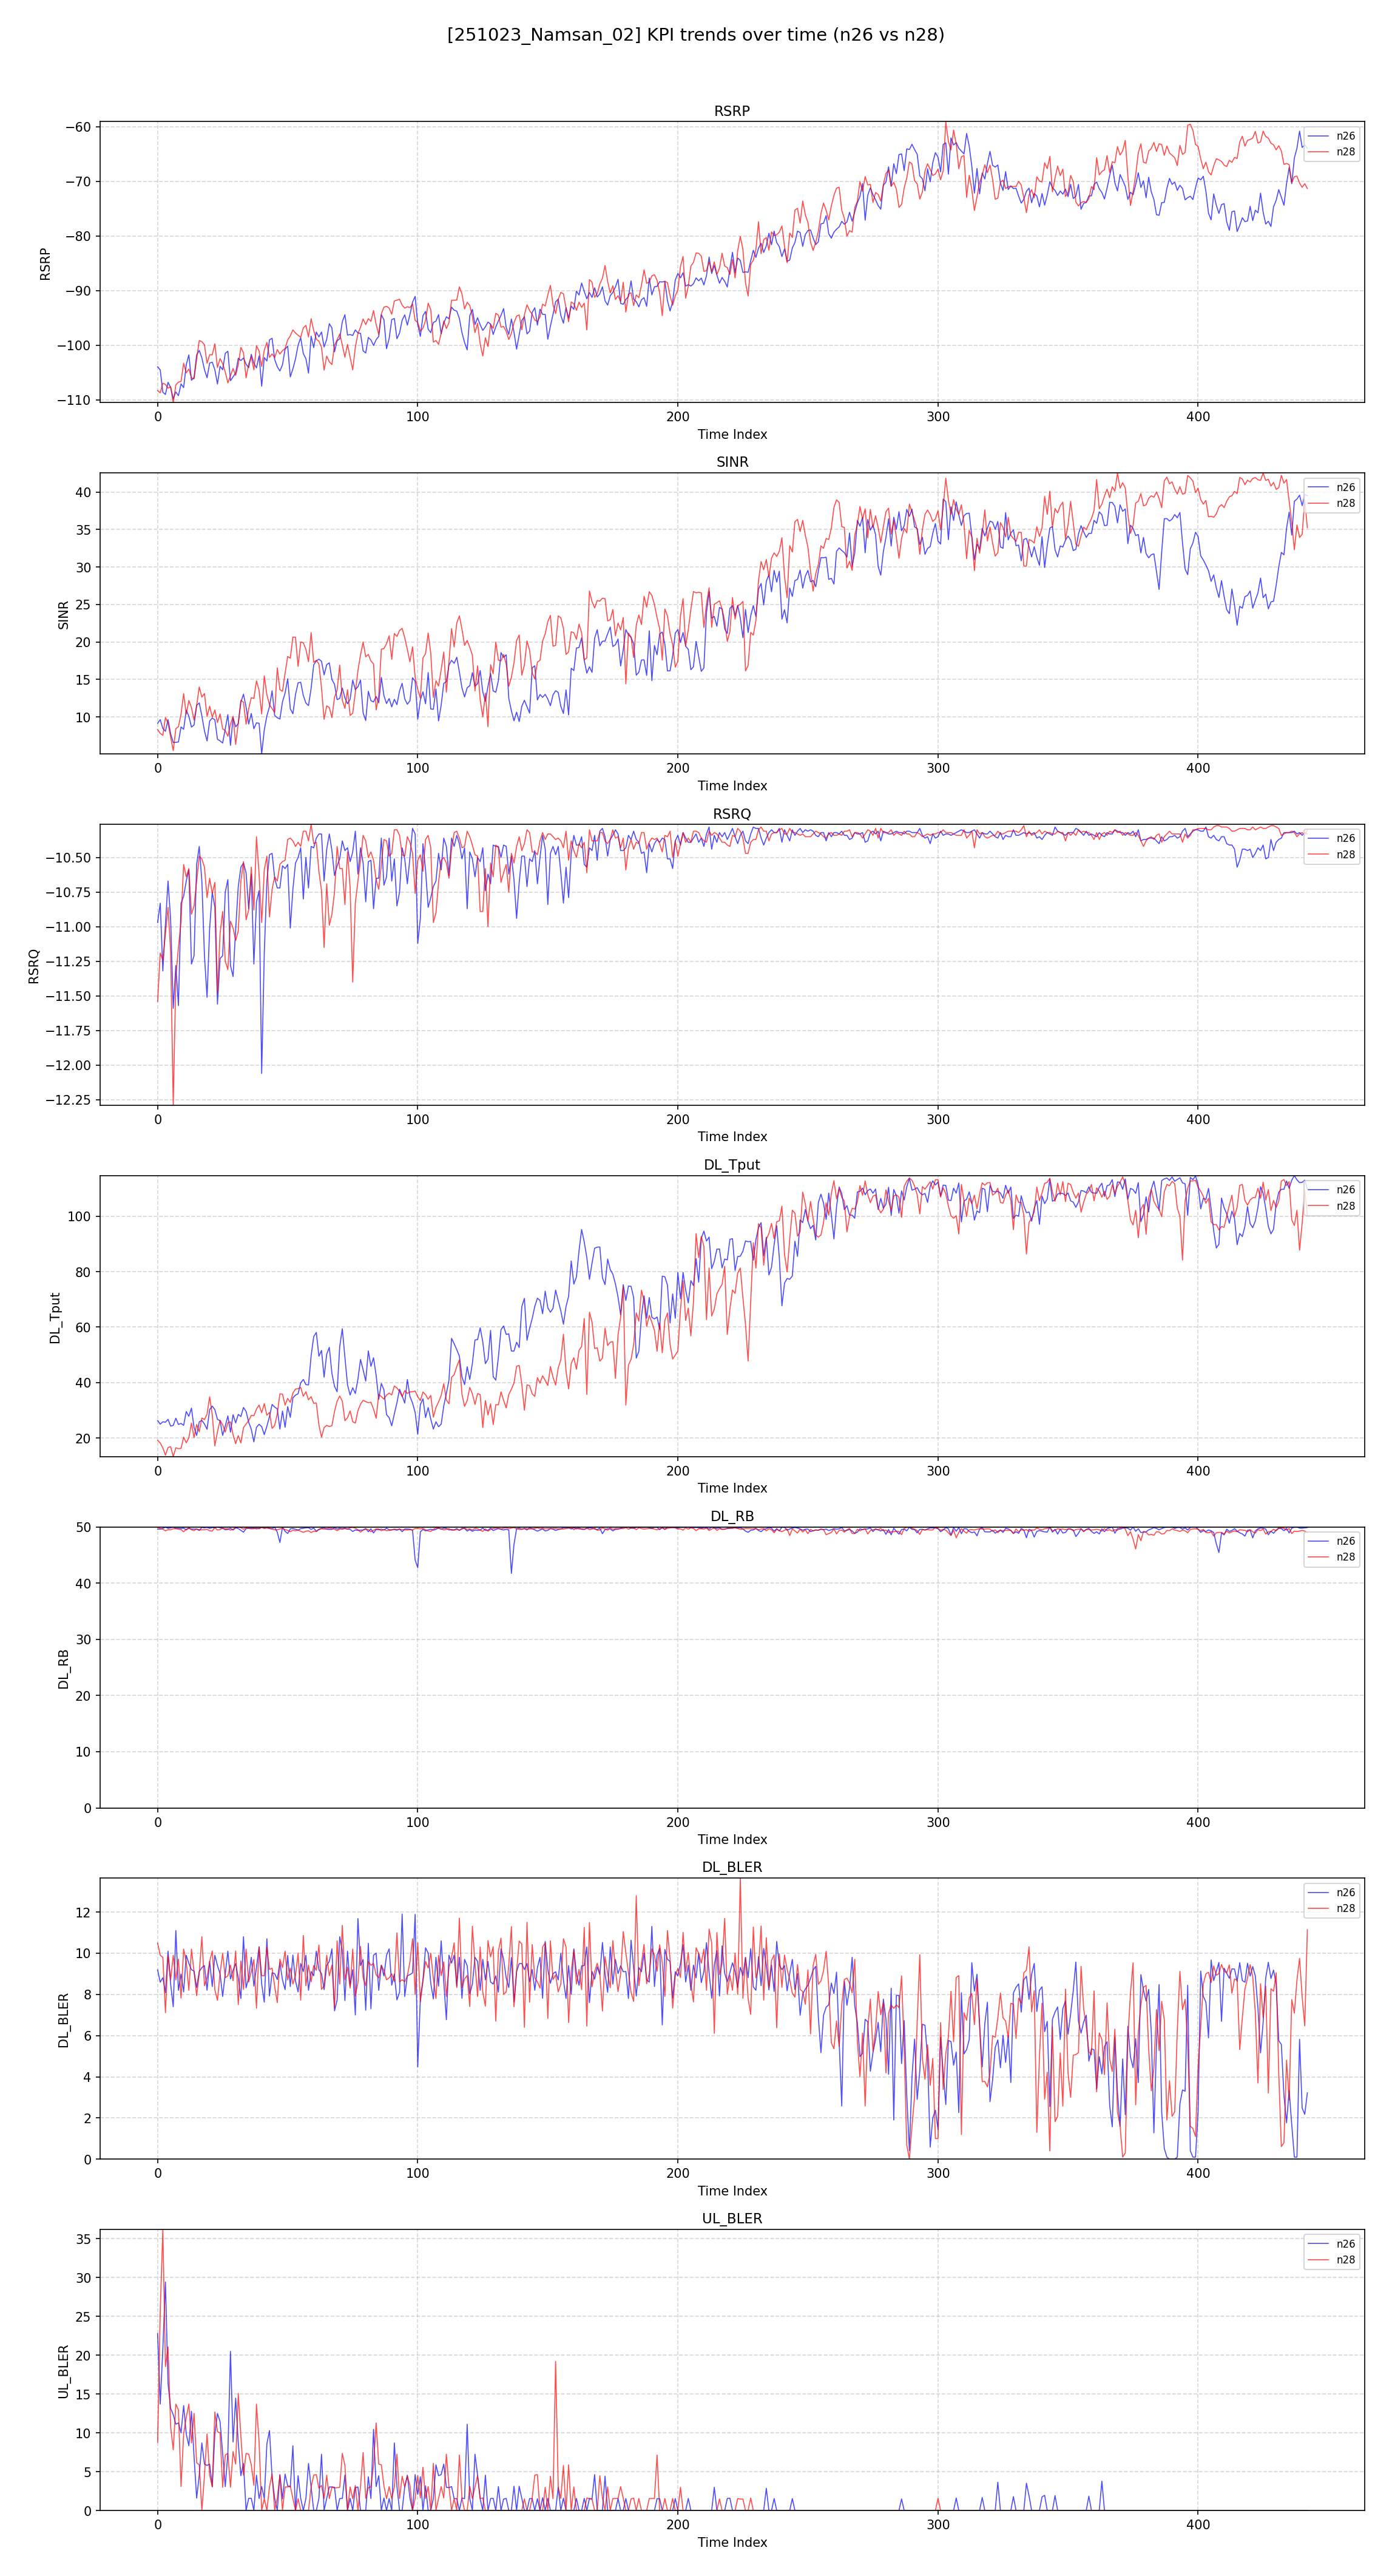 [251023_Namsan_02] KPI trends over time (n26 vs n28)
RSRP
−60
−70
−80
−90
−100
−110
RSRP
n26
n28
0 100 200 300 400
Time Index
SINR
40
35
30
25
20
15
10
SINR
n26
n28
0 100 200 300 400
Time Index
RSRQ
−10.50
−10.75
−11.00
−11.25
−11.50
−11.75
−12.00
−12.25
RSRQ
n26
n28
0 100 200 300 400
Time Index
DL_Tput
100
80
60
40
20
DL_Tput
n26
n28
0 100 200 300 400
Time Index
DL_RB
50
40
30
20
10
0
DL_RB
n26
n28
0 100 200 300 400
Time Index
DL_BLER
12
10
8
6
4
2
0
DL_BLER
n26
n28
0 100 200 300 400
Time Index
UL_BLER
35
30
25
20
15
10
5
0
UL_BLER
n26
n28
0 100 200 300 400
Time Index